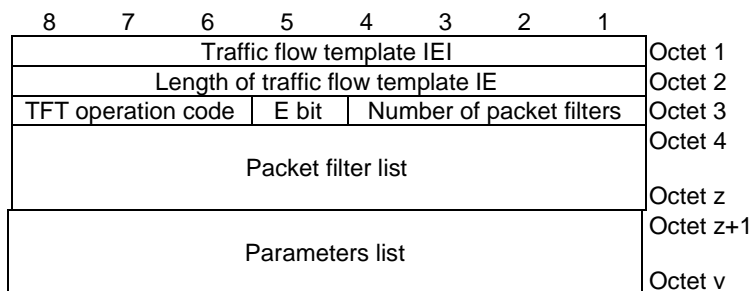 8 7 6 5 4 3 2 1
Traffic flow template IEI Octet 1
Length of traffic flow template IE Octet 2
TFT operation code E bit Number of packet filters Octet 3
Octet 4
Packet filter list
Octet z
Octet z+1
Parameters list
Octet v